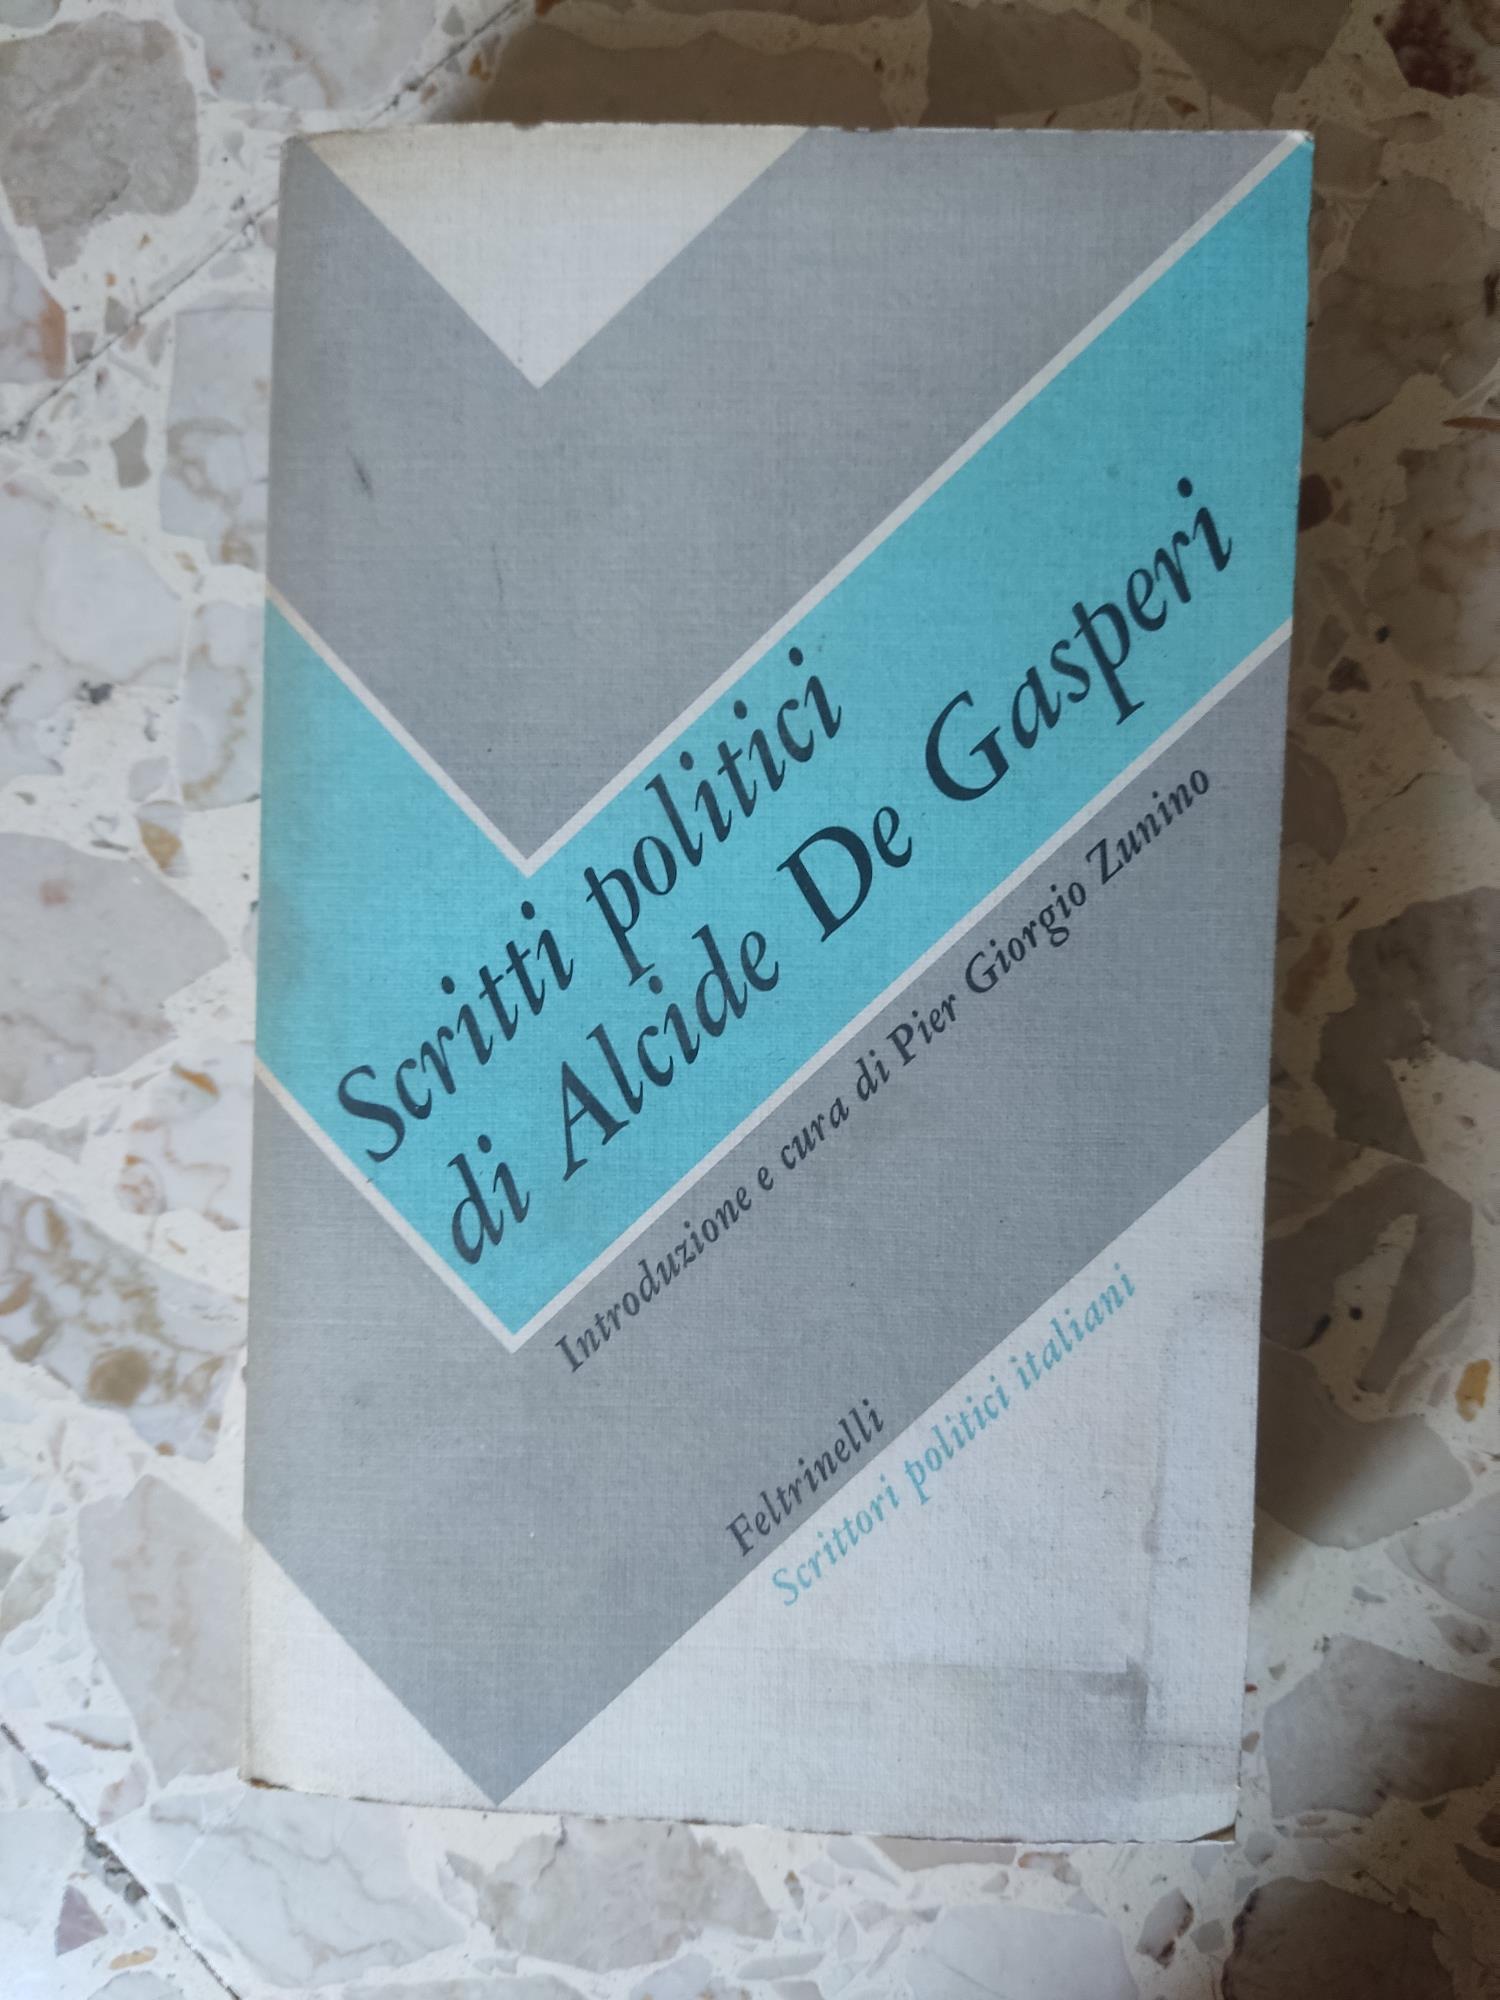 Scritti politici
di Alcide De Gasperi
Introduzione e cura di Pier Giorgio Zunino
Feltrinelli
Scrittori politici italiani